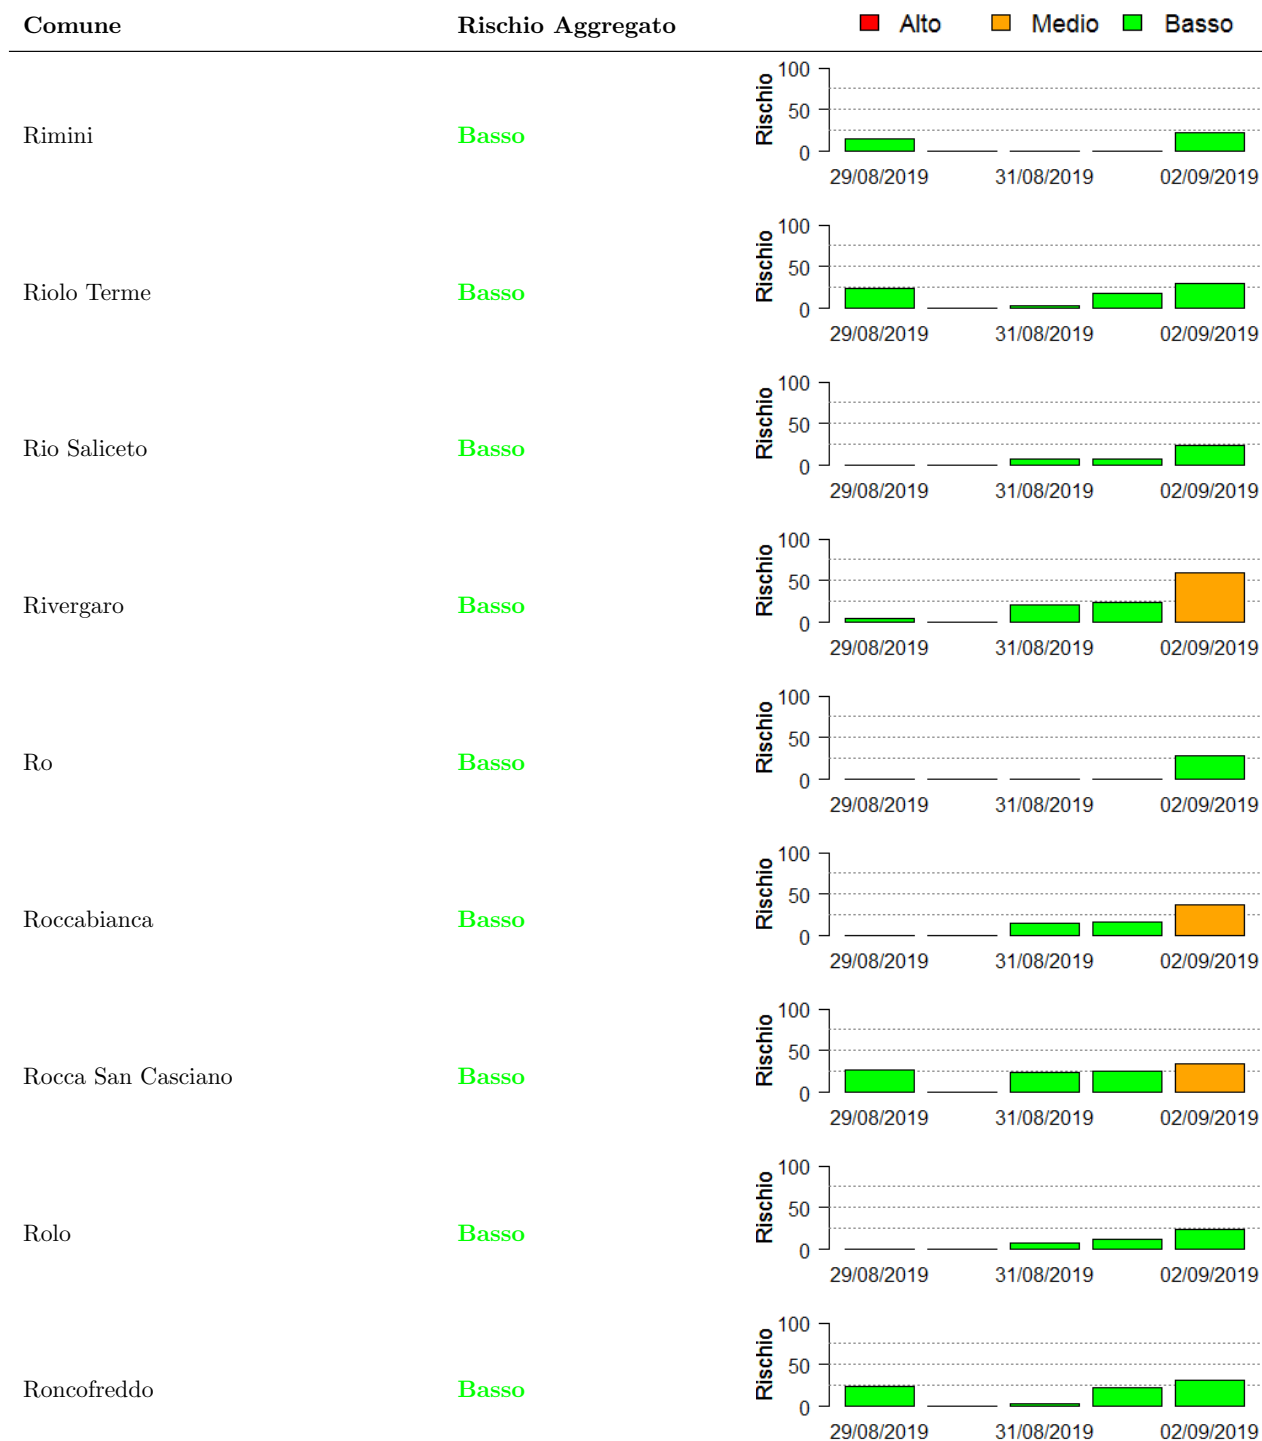 Comune Rischio Aggregato Alto Medio Basso
Rimini Basso Rischio 100 50 0
29/08/2019 31/08/2019 02/09/2019
Riolo Terme Basso Rischio 100 50 0
29/08/2019 31/08/2019 02/09/2019
Rio Saliceto Basso Rischio 100 50 0
29/08/2019 31/08/2019 02/09/2019
Rivergaro Basso Rischio 100 50 0
29/08/2019 31/08/2019 02/09/2019
Ro Basso Rischio 100 50 0
29/08/2019 31/08/2019 02/09/2019
Roccabianca Basso Rischio 100 50 0
29/08/2019 31/08/2019 02/09/2019
Rocca San Casciano Basso Rischio 100 50 0
29/08/2019 31/08/2019 02/09/2019
Rolo Basso Rischio 100 50 0
29/08/2019 31/08/2019 02/09/2019
Roncofreddo Basso Rischio 100 50 0
29/08/2019 31/08/2019 02/09/2019